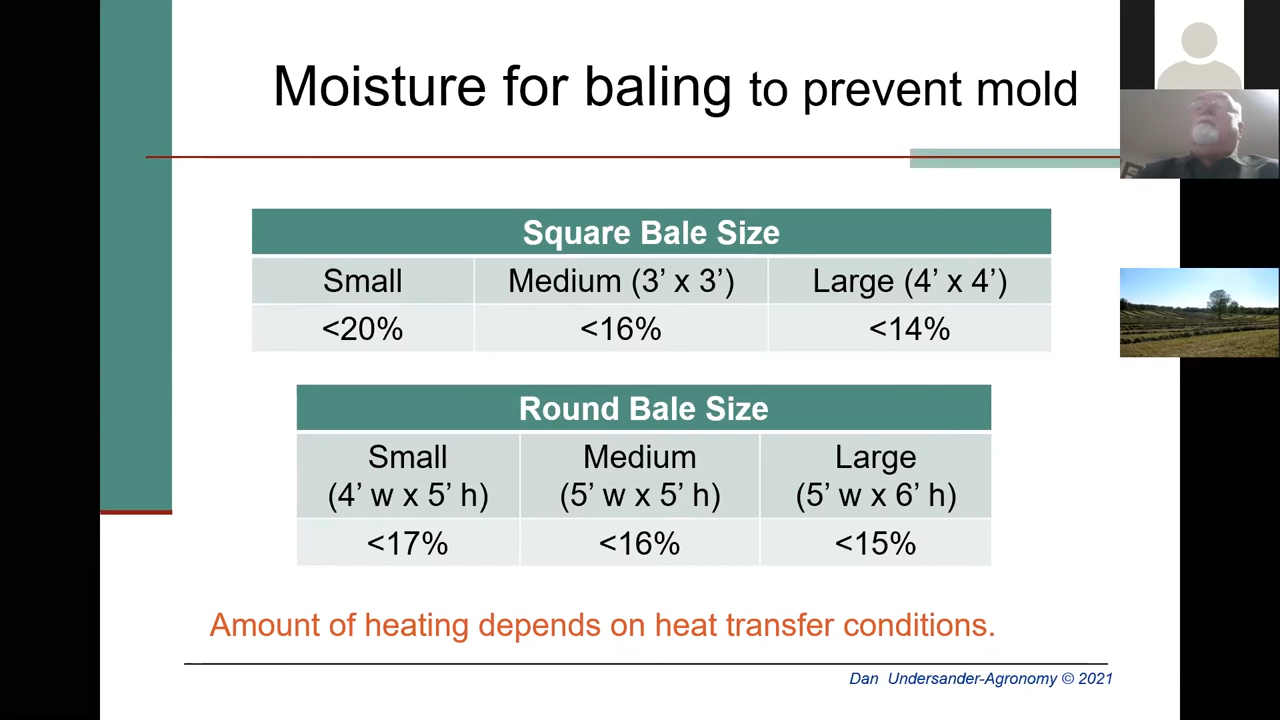 Moisture for baling to prevent mold
Square Bale Size
Small Medium (3’ x 3’) Large (4’ x 4’)
<20% <16% <14%
Round Bale Size
Small Medium Large
(4’ w x 5’ h) (5’ w x 5’ h) (5’ w x 6’ h)
<17% <16% <15%
Amount of heating depends on heat transfer conditions.
Dan Undersander-Agronomy © 2021